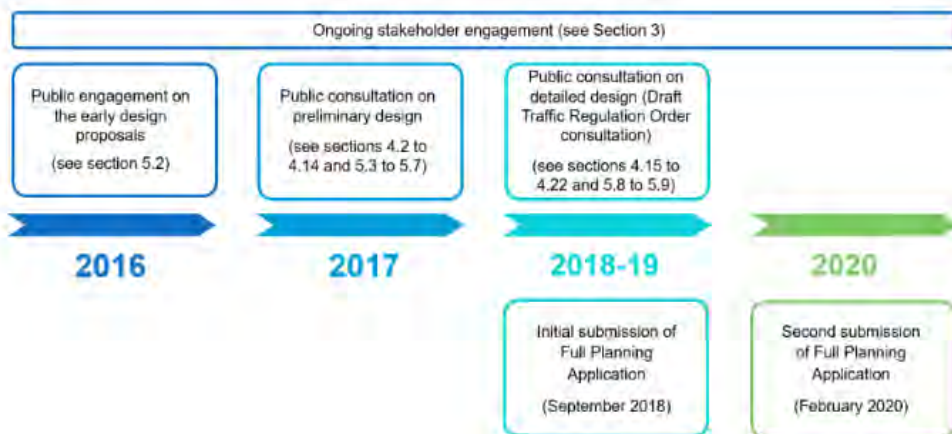 Ongoing stakeholder engagement (see Section 3)
Public engagement on
the early design
proposals
(see section 5.2)
Public consultation on
preliminary design
(see sections 4.2 to
4.14 and 5.3 to 5.7)
Public consultation on
detailed design (Draft
Traffic Regulation Order
consultation)
(see sections 4.15 to
4.22 and 5.8 to 5.9)
2016
2017
2018-19
2020
Initial submission of
Full Planning
Application
(September 2018)
Second submission
of Full Planning
Application
(February 2020)